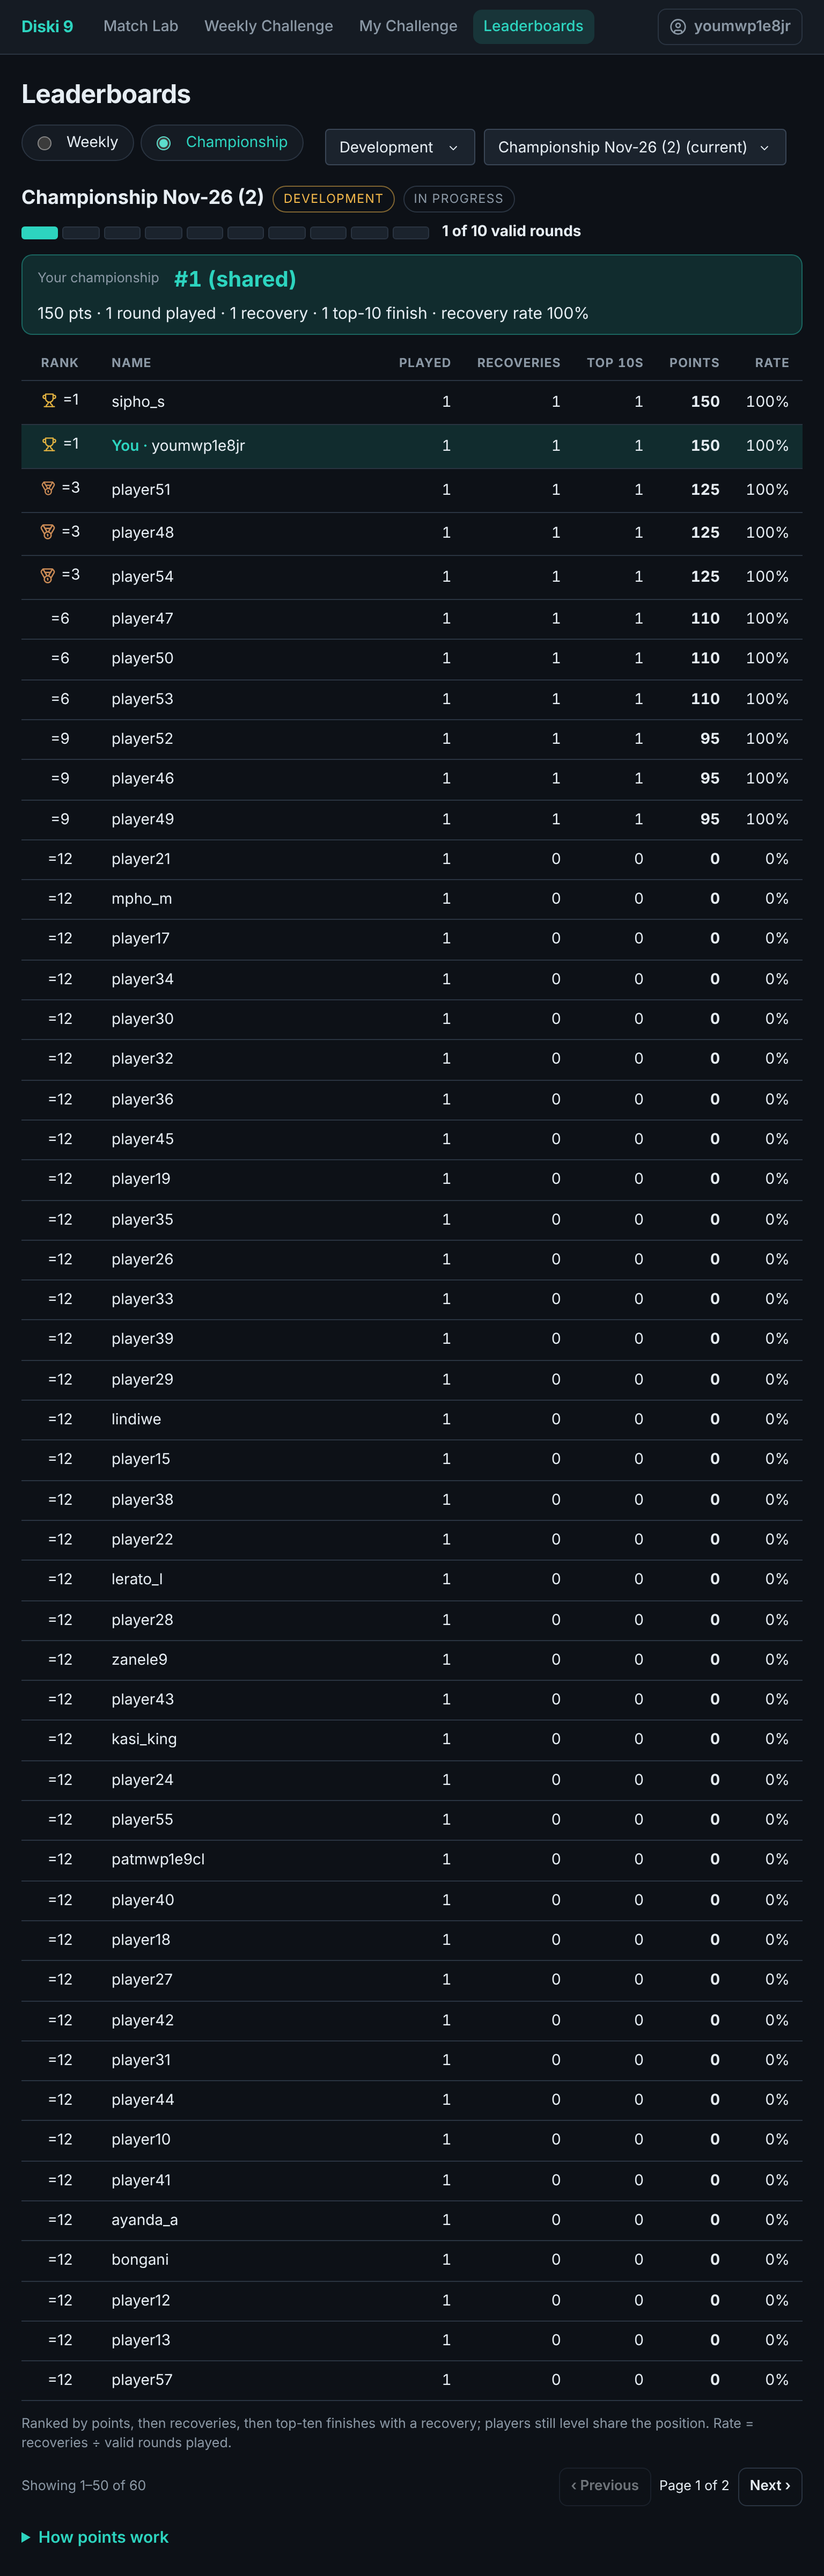 Diski 9 Match Lab Weekly Challenge My Challenge Leaderboards youmwp1e8jr
Leaderboards
Weekly Championship Development Championship Nov-26 (2) (current)
Championship Nov-26 (2) DEVELOPMENT IN PROGRESS
1 of 10 valid rounds
Your championship #1 (shared)
150 pts · 1 round played · 1 recovery · 1 top-10 finish · recovery rate 100%
RANK NAME PLAYED RECOVERIES TOP 10S POINTS RATE
=1 sipho_s 1 1 1 150 100%
=1 You · youmwp1e8jr 1 1 1 150 100%
=3 player51 1 1 1 125 100%
=3 player48 1 1 1 125 100%
=3 player54 1 1 1 125 100%
=6 player47 1 1 1 110 100%
=6 player50 1 1 1 110 100%
=6 player53 1 1 1 110 100%
=9 player52 1 1 1 95 100%
=9 player46 1 1 1 95 100%
=9 player49 1 1 1 95 100%
=12 player21 1 0 0 0 0%
=12 mpho_m 1 0 0 0 0%
=12 player17 1 0 0 0 0%
=12 player34 1 0 0 0 0%
=12 player30 1 0 0 0 0%
=12 player32 1 0 0 0 0%
=12 player36 1 0 0 0 0%
=12 player45 1 0 0 0 0%
=12 player19 1 0 0 0 0%
=12 player35 1 0 0 0 0%
=12 player26 1 0 0 0 0%
=12 player33 1 0 0 0 0%
=12 player39 1 0 0 0 0%
=12 player29 1 0 0 0 0%
=12 lindiwe 1 0 0 0 0%
=12 player15 1 0 0 0 0%
=12 player38 1 0 0 0 0%
=12 player22 1 0 0 0 0%
=12 lerato_l 1 0 0 0 0%
=12 player28 1 0 0 0 0%
=12 zanele9 1 0 0 0 0%
=12 player43 1 0 0 0 0%
=12 kasi_king 1 0 0 0 0%
=12 player24 1 0 0 0 0%
=12 player55 1 0 0 0 0%
=12 patmwp1e9cl 1 0 0 0 0%
=12 player40 1 0 0 0 0%
=12 player18 1 0 0 0 0%
=12 player27 1 0 0 0 0%
=12 player42 1 0 0 0 0%
=12 player31 1 0 0 0 0%
=12 player44 1 0 0 0 0%
=12 player10 1 0 0 0 0%
=12 player41 1 0 0 0 0%
=12 ayanda_a 1 0 0 0 0%
=12 bongani 1 0 0 0 0%
=12 player12 1 0 0 0 0%
=12 player13 1 0 0 0 0%
=12 player57 1 0 0 0 0%
Ranked by points, then recoveries, then top-ten finishes with a recovery; players still level share the position. Rate =
recoveries ÷ valid rounds played.
Showing 1–50 of 60 ‹ Previous Page 1 of 2 Next ›
How points work